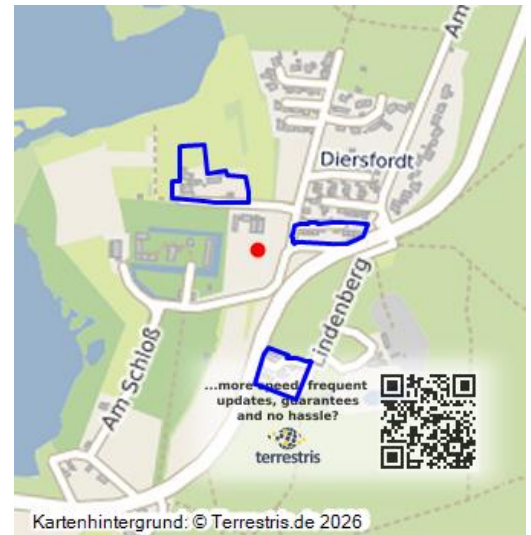 Am
Diersfordt
Lindenberg
Am Schloß
...more speed, frequent
updates, guarantees
and no hassle?
terrestris
Kartenhintergrund: © Terrestris.de 2026